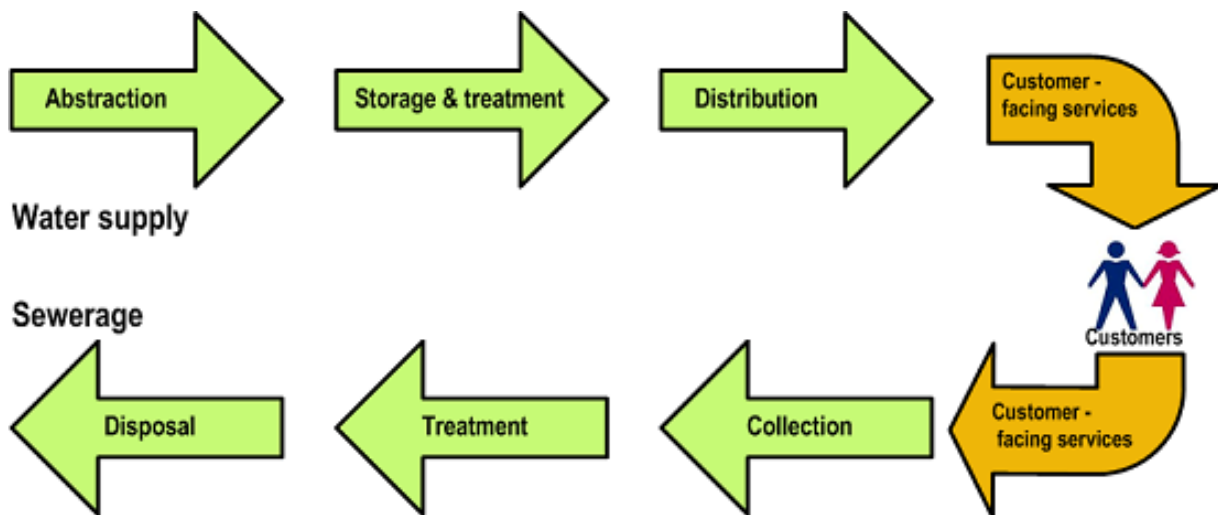 Abstraction
Storage & treatment
Distribution
Customer -
facing services
Water supply
Customers
Sewerage
Customer -
facing services
Collection
Treatment
Disposal